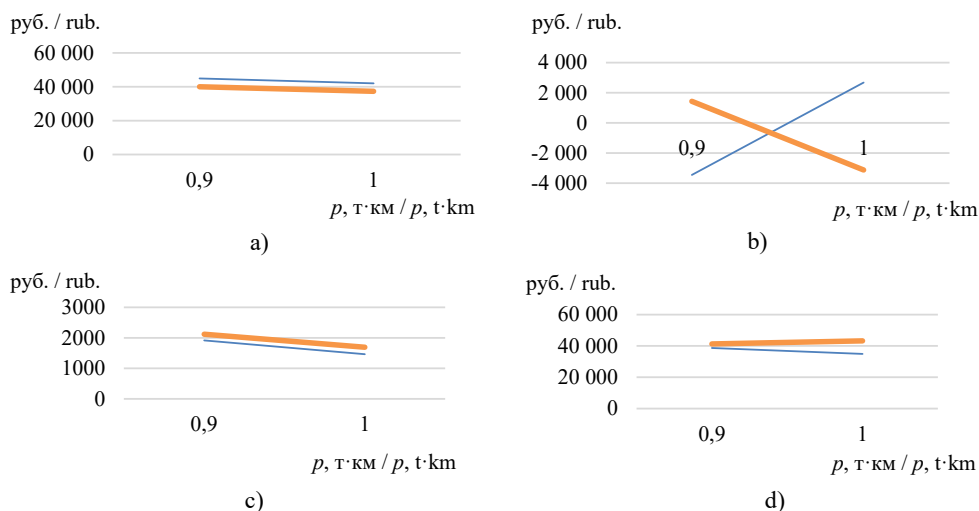 руб. / rub.
60 000
40 000
20 000
0
0,9
1
p, т·км / p, t·km
a)
руб. / rub.
4 000
2 000
0
-2 000
-4 000
0,9
1
p, т·км / p, t·km
b)
руб. / rub.
3000
2000
1000
0
0,9
1
p, т·км / p, t·km
c)
руб. / rub.
60 000
40 000
20 000
0
0,9
1
p, т·км / p, t·km
d)